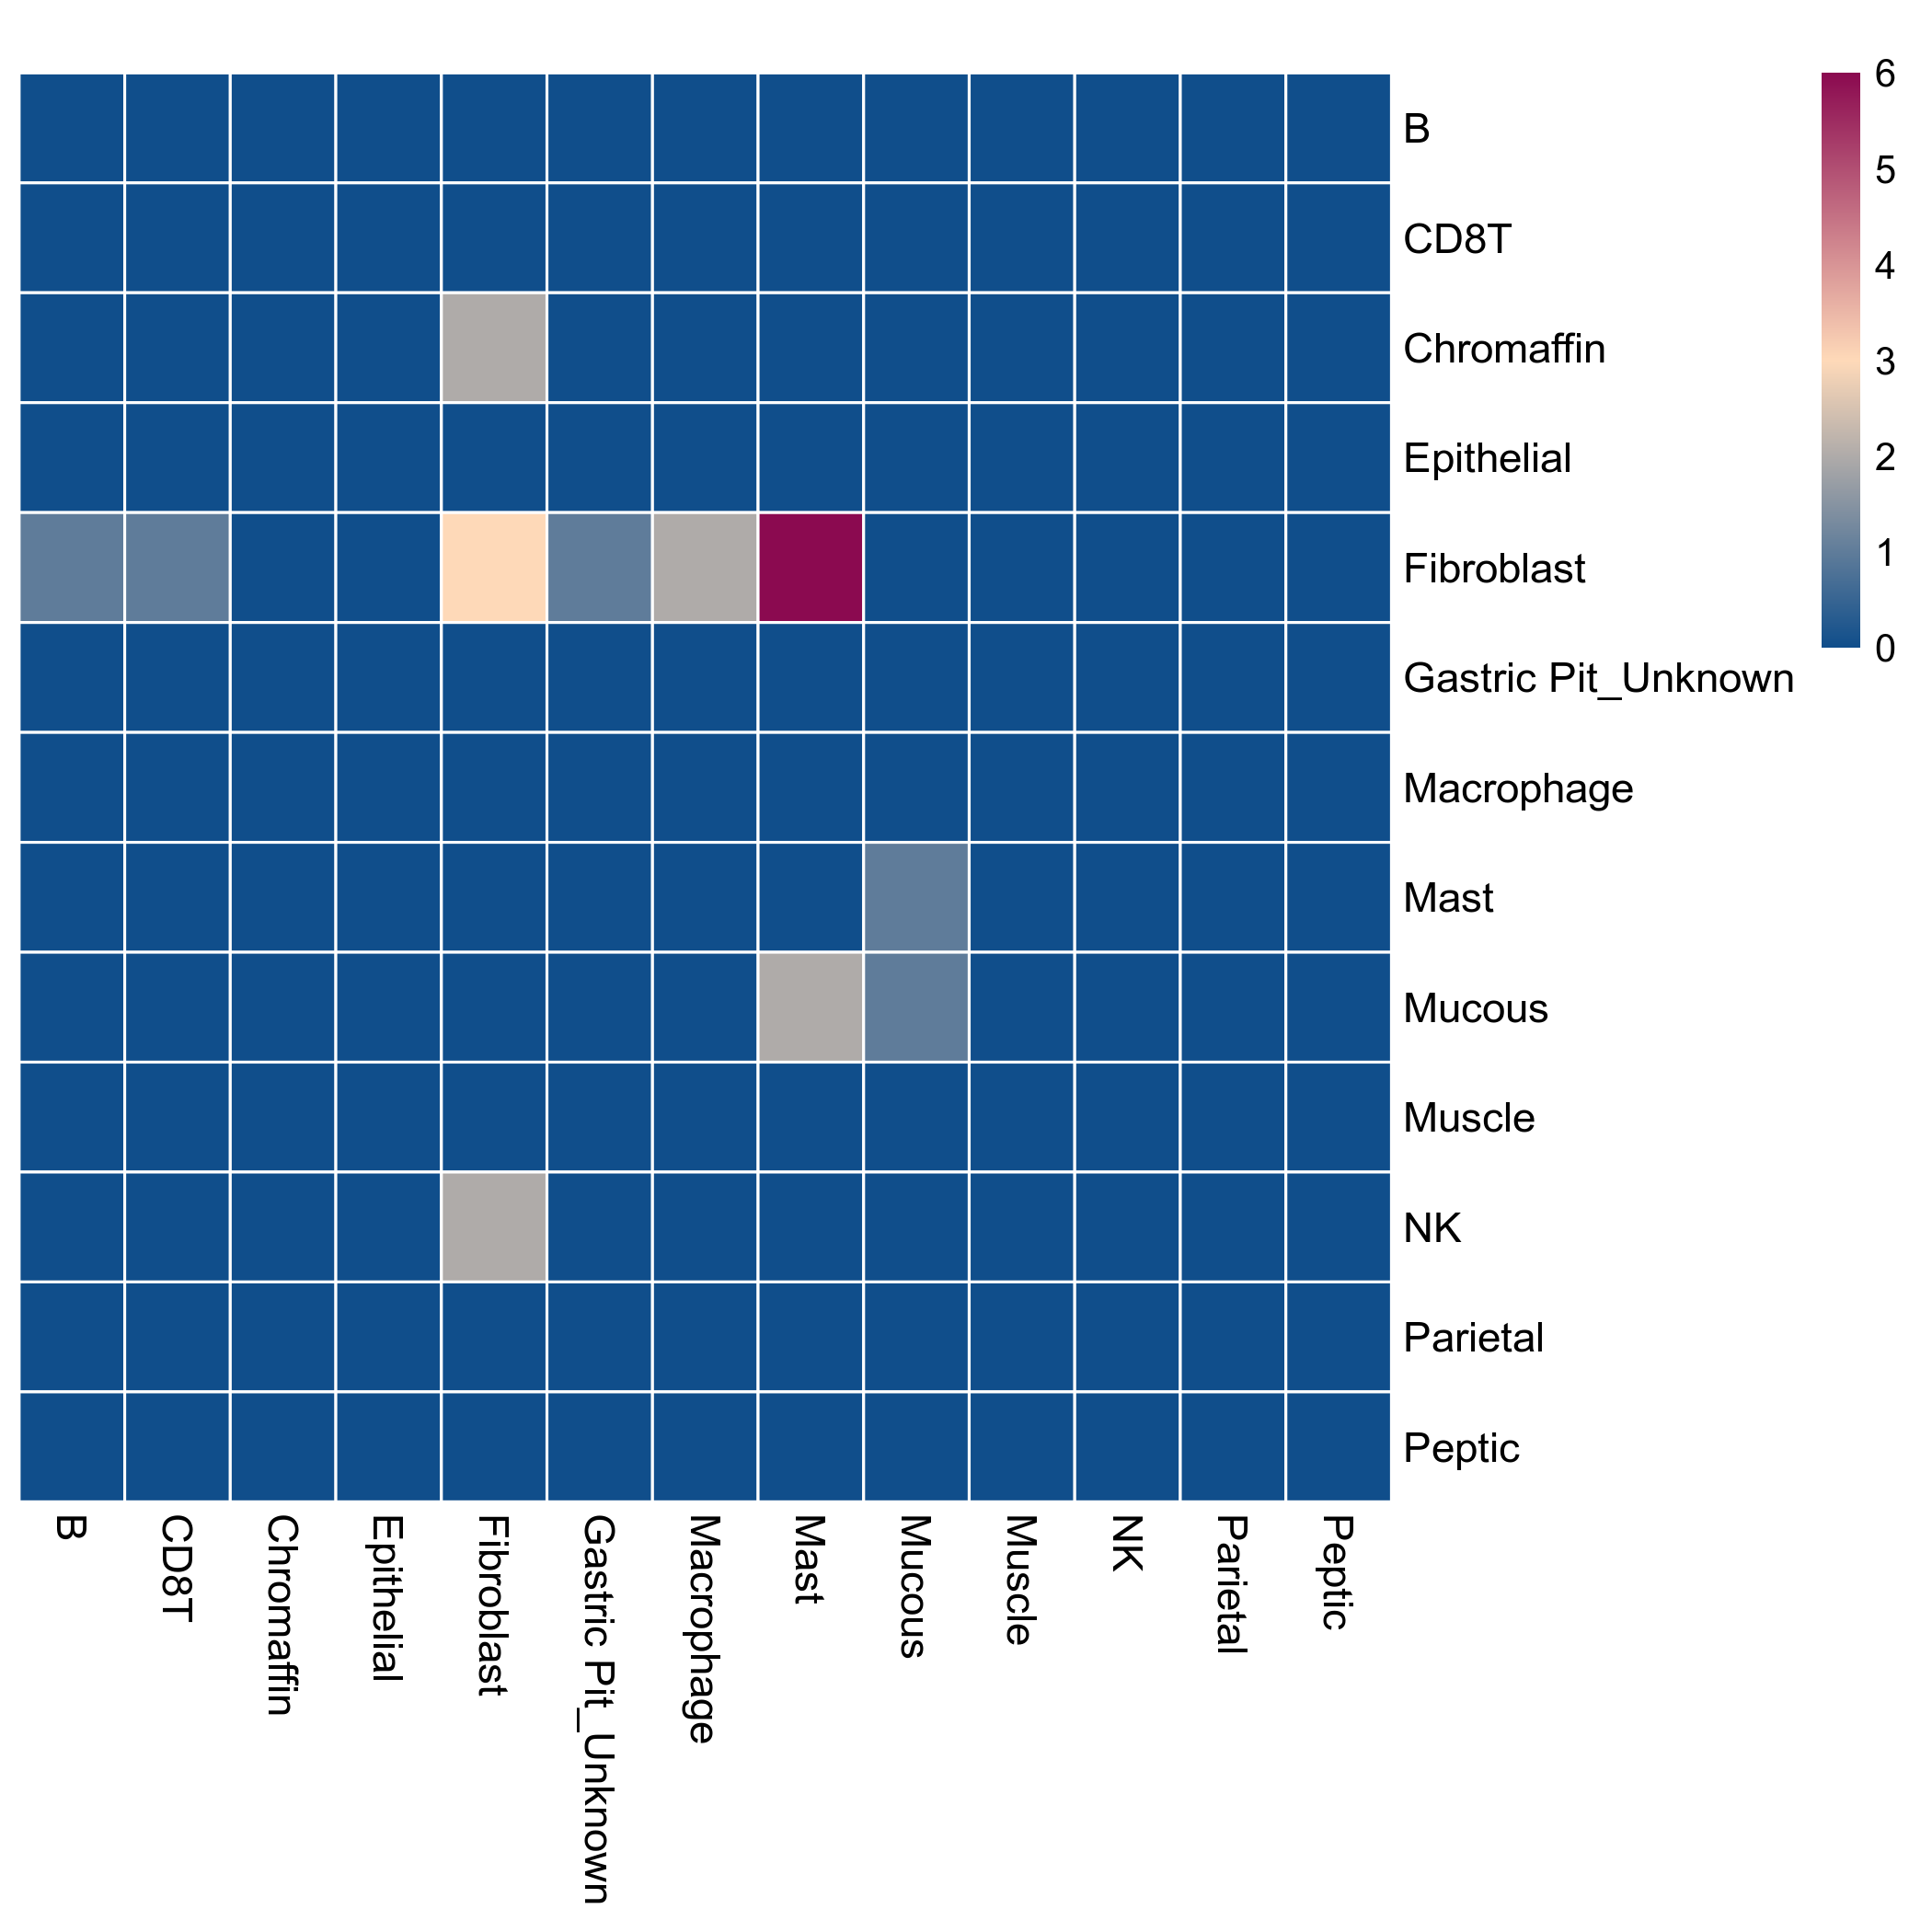 6
5
4
3
2
1
0
B
CD8T
Chromaffin
Epithelial
Fibroblast
Gastric Pit_Unknown
Macrophage
Mast
Mucous
Muscle
NK
Parietal
Peptic
B
CD8T
Chromaffin
Epithelial
Fibroblast
Gastric Pit_Unknown
Macrophage
Mast
Mucous
Muscle
NK
Parietal
Peptic